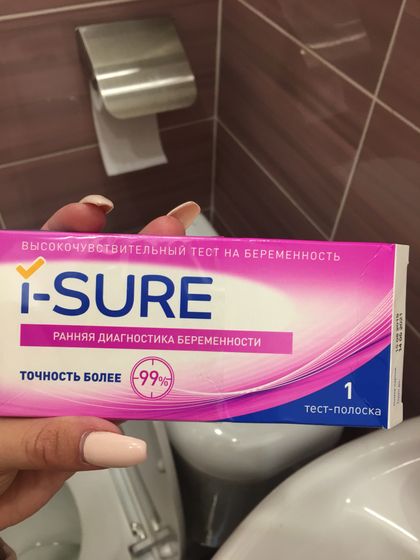 ВЫСОКОЧУВСТВИТЕЛЬНЫЙ ТЕСТ НА БЕРЕМЕННОСТЬ
i-SURE
РАННЯЯ ДИАГНОСТИКА БЕРЕМЕННОСТИ
ТОЧНОСТЬ БОЛЕЕ 99%
1
тест-полоска